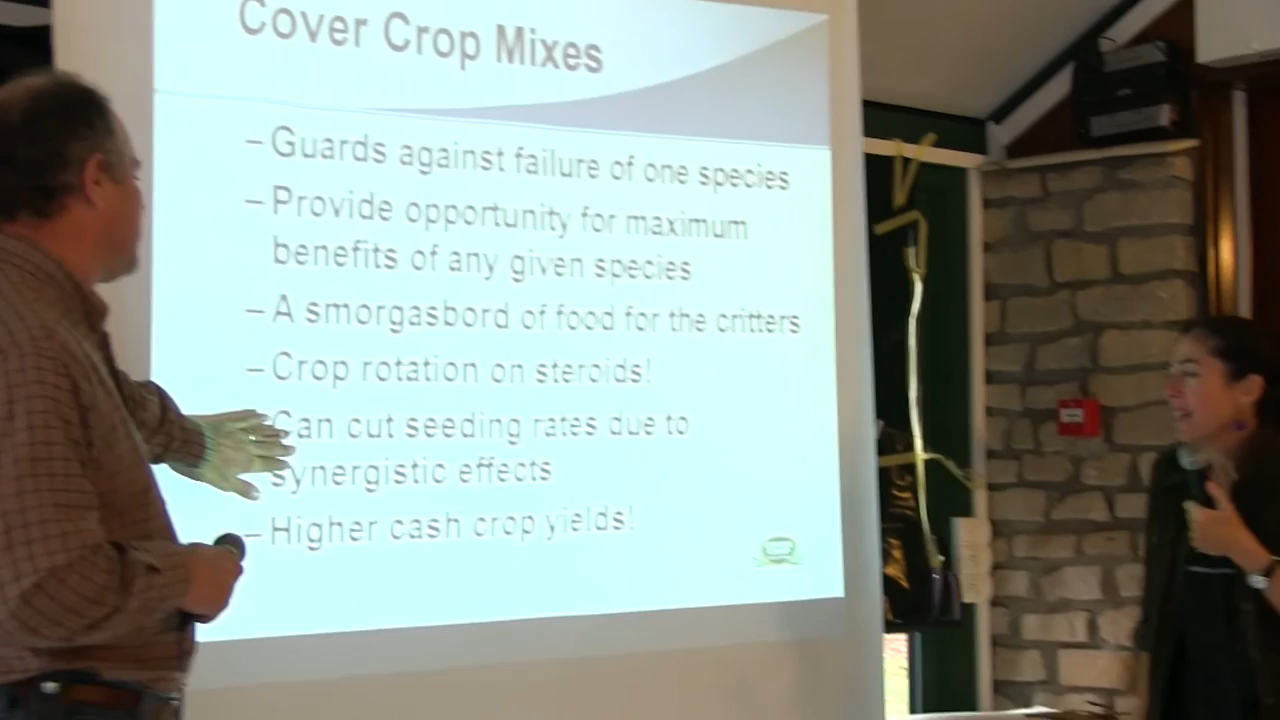 Cover Crop Mixes
– Guards against failure of one species
– Provide opportunity for maximum
benefits of any given species
– A smorgasbord of food for the critters
– Crop rotation on steroids!
Can cut seeding rates due to
synergistic effects
– Higher cash crop yields!